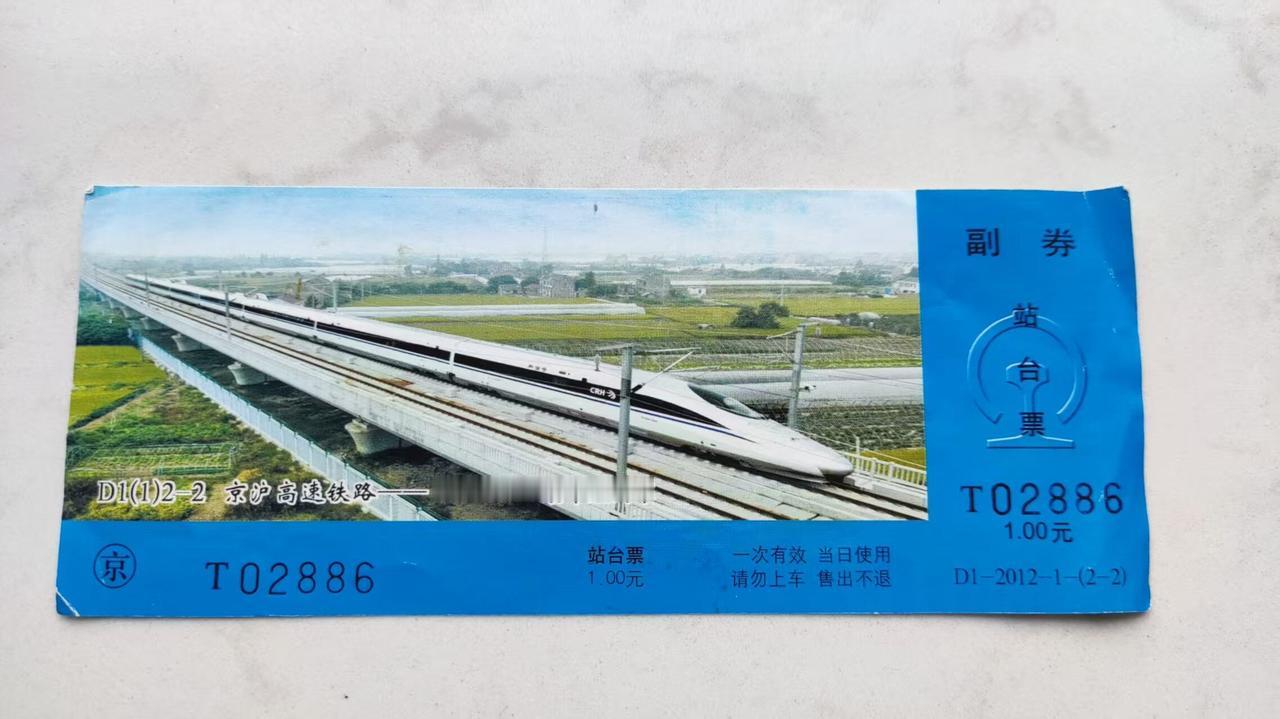 D1(1)2-2 京沪高速铁路——
京
T02886
站台票
1.00元
一次有效 当日使用
请勿上车 售出不退
副 券
站
台
票
T02886
1.00元
D1-2012-1-(2-2)
CRH